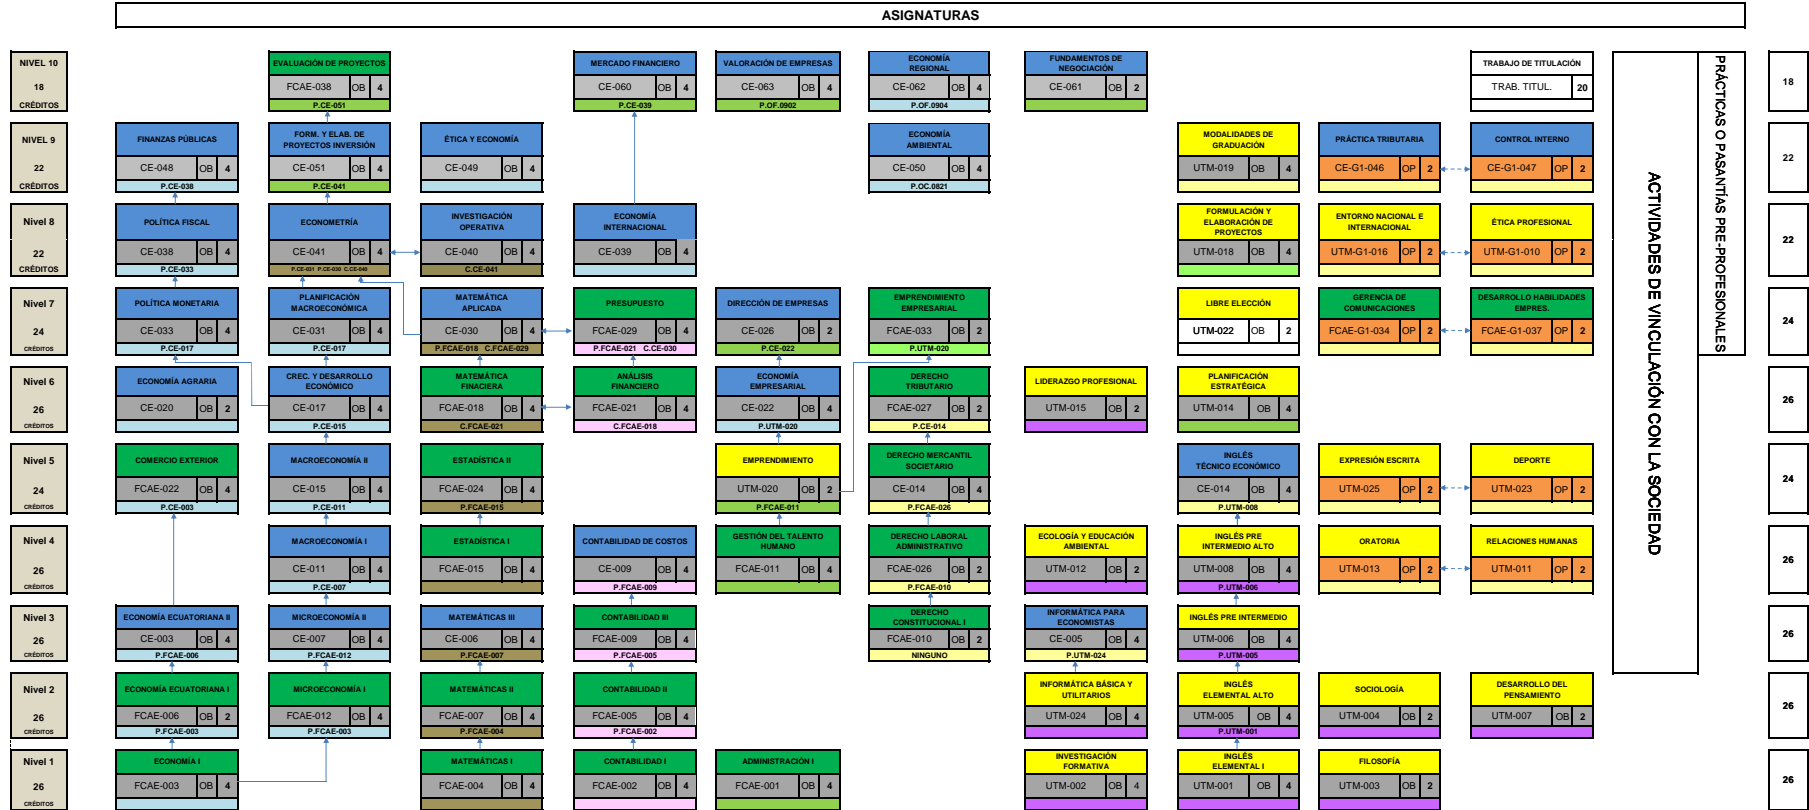 ASIGNATURAS
NIVEL 10
18
CRÉDITOS
EVALUACIÓN DE PROYECTOS
FCAE-038 OB 4
P.CE-051
MERCADO FINANCIERO
CE-060 OB 4
P.CE-039
VALORACIÓN DE EMPRESAS
CE-063 OB 4
P.OF.0902
ECONOMÍA
REGIONAL
CE-062 OB 4
P.OF.0904
FUNDAMENTOS DE
NEGOCIACIÓN
CE-061 OB 2
TRABAJO DE TITULACIÓN
TRAB. TITUL. 20
18
NIVEL 9
22
CRÉDITOS
FINANZAS PÚBLICAS
CE-048 OB 4
P.CE-038
FORM. Y ELAB. DE
PROYECTOS INVERSIÓN
CE-051 OB 4
P.CE-041
ÉTICA Y ECONOMÍA
CE-049 OB 4
ECONOMÍA
AMBIENTAL
CE-050 OB 4
P.OC.0821
MODALIDADES DE
GRADUACIÓN
UTM-019 OB 4
PRÁCTICA TRIBUTARIA
CE-G1-046 OP 2
CONTROL INTERNO
CE-G1-047 OP 2
22
Nivel 8
22
CRÉDITOS
POLÍTICA FISCAL
CE-038 OB 4
P.CE-033
ECONOMETRÍA
CE-041 OB 4
P.CE-031 P.CE-030 C.CE-040
INVESTIGACIÓN
OPERATIVA
CE-040 OB 4
C.CE-041
ECONOMÍA
INTERNACIONAL
CE-039 OB 4
FORMULACIÓN Y
ELABORACIÓN DE
PROYECTOS
UTM-018 OB 4
ENTORNO NACIONAL E
INTERNACIONAL
UTM-G1-016 OP 2
ÉTICA PROFESIONAL
UTM-G1-010 OP 2
22
Nivel 7
24
CRÉDITOS
POLÍTICA MONETARIA
CE-033 OB 4
P.CE-017
PLANIFICACIÓN
MACROECONÓMICA
CE-031 OB 4
P.CE-017
MATEMÁTICA
APLICADA
CE-030 OB 4
P.FCAE-018 C.FCAE-029
PRESUPUESTO
FCAE-029 OB 4
P.FCAE-021 C.CE-030
DIRECCIÓN DE EMPRESAS
CE-026 OB 2
P.CE-022
EMPRENDIMIENTO
EMPRESARIAL
FCAE-033 OB 2
P.UTM-020
LIBRE ELECCIÓN
UTM-022 OB 2
GERENCIA DE
COMUNICACIONES
FCAE-G1-034 OP 2
DESARROLLO HABILIDADES
EMPRES.
FCAE-G1-037 OP 2
24
Nivel 6
26
CRÉDITOS
ECONOMÍA AGRARIA
CE-020 OB 2
CREC. Y DESARROLLO
ECONÓMICO
CE-017 OB 4
P.CE-015
MATEMÁTICA
FINACIERA
FCAE-018 OB 4
C.FCAE-021
ANÁLISIS
FINANCIERO
FCAE-021 OB 4
C.FCAE-018
ECONOMÍA
EMPRESARIAL
CE-022 OB 4
P.UTM-020
DERECHO
TRIBUTARIO
FCAE-027 OB 2
P.CE-014
LIDERAZGO PROFESIONAL
UTM-015 OB 2
PLANIFICACIÓN
ESTRATÉGICA
UTM-014 OB 4
26
Nivel 5
24
CRÉDITOS
COMERCIO EXTERIOR
FCAE-022 OB 4
P.CE-003
MACROECONOMÍA II
CE-015 OB 4
P.CE-011
ESTADÍSTICA II
FCAE-024 OB 4
P.FCAE-015
EMPRENDIMIENTO
UTM-020 OB 2
P.FCAE-011
DERECHO MERCANTIL
SOCIETARIO
CE-014 OB 4
P.FCAE-026
INGLÉS
TÉCNICO ECONÓMICO
CE-014 OB 4
P.UTM-008
EXPRESIÓN ESCRITA
UTM-025 OP 2
DEPORTE
UTM-023 OP 2
24
Nivel 4
26
CRÉDITOS
MACROECONOMÍA I
CE-011 OB 4
P.CE-007
ESTADÍSTICA I
FCAE-015 OB 4
CONTABILIDAD DE COSTOS
CE-009 OB 4
P.FCAE-009
GESTIÓN DEL TALENTO
HUMANO
FCAE-011 OB 4
DERECHO LABORAL
ADMINISTRATIVO
FCAE-026 OB 2
P.FCAE-010
ECOLOGÍA Y EDUCACIÓN
AMBIENTAL
UTM-012 OB 2
INGLÉS PRE
INTERMEDIO ALTO
UTM-008 OB 4
P.UTM-006
ORATORIA
UTM-013 OP 2
RELACIONES HUMANAS
UTM-011 OP 2
26
Nivel 3
26
CRÉDITOS
ECONOMÍA ECUATORIANA II
CE-003 OB 4
P.FCAE-006
MICROECONOMÍA II
CE-007 OB 4
P.FCAE-012
MATEMÁTICAS III
CE-006 OB 4
P.FCAE-007
CONTABILIDAD III
FCAE-009 OB 4
P.FCAE-005
DERECHO
CONSTITUCIONAL I
FCAE-010 OB 2
NINGUNO
INFORMÁTICA PARA
ECONOMISTAS
CE-005 OB 4
P.UTM-024
INGLÉS PRE INTERMEDIO
UTM-006 OB 4
P.UTM-005
26
Nivel 2
26
CRÉDITOS
ECONOMÍA ECUATORIANA I
FCAE-006 OB 2
P.FCAE-003
MICROECONOMÍA I
FCAE-012 OB 4
P.FCAE-003
MATEMÁTICAS II
FCAE-007 OB 4
P.FCAE-004
CONTABILIDAD II
FCAE-005 OB 4
P.FCAE-002
INFORMÁTICA BÁSICA Y
UTILITARIOS
UTM-024 OB 4
INGLÉS
ELEMENTAL ALTO
UTM-005 OB 4
P.UTM-001
SOCIOLOGÍA
UTM-004 OB 2
DESARROLLO DEL
PENSAMIENTO
UTM-007 OB 2
26
Nivel 1
26
CRÉDITOS
ECONOMÍA I
FCAE-003 OB 4
MATEMÁTICAS I
FCAE-004 OB 4
CONTABILIDAD I
FCAE-002 OB 4
ADMINISTRACIÓN I
FCAE-001 OB 4
INVESTIGACIÓN
FORMATIVA
UTM-002 OB 4
INGLÉS
ELEMENTAL I
UTM-001 OB 4
FILOSOFÍA
UTM-003 OB 2
26
ACTIVIDADES DE VINCULACIÓN CON LA SOCIEDAD
PRÁCTICAS O PASANTÍAS PRE-PROFESIONALES